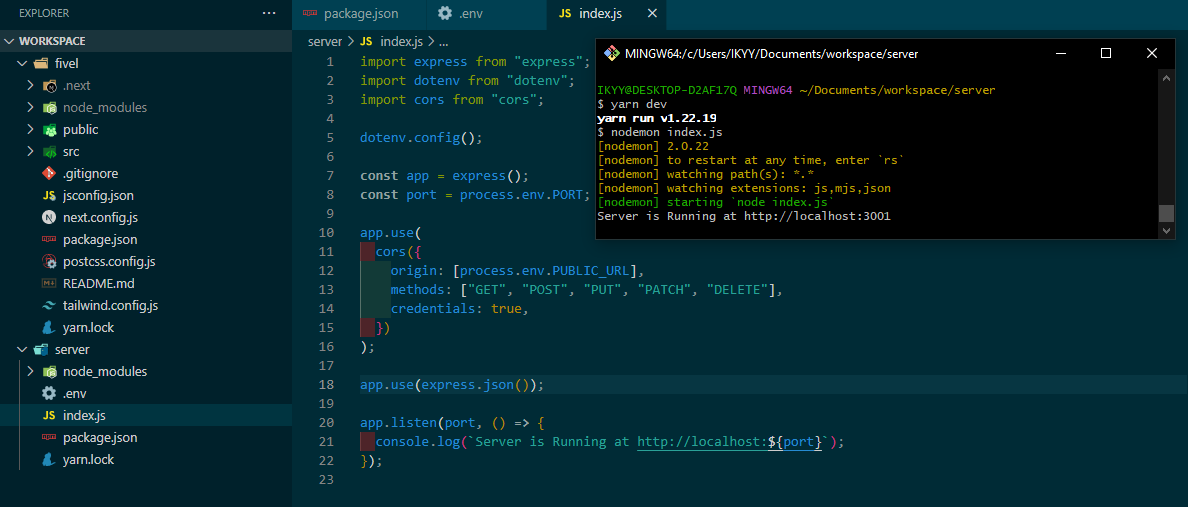 EXPLORER ···
WORKSPACE
fivel
.next
node_modules
public
src
.gitignore
jsconfig.json
next.config.js
package.json
postcss.config.js
README.md
tailwind.config.js
yarn.lock
server
node_modules
.env
index.js
package.json
yarn.lock
package.json .env JS index.js
server > JS index.js > ...
1 import express from "express";
2 import dotenv from "dotenv";
3 import cors from "cors";
4
5 dotenv.config();
6
7 const app = express();
8 const port = process.env.PORT;
9
10 app.use(
11 cors({
12 origin: [process.env.PUBLIC_URL],
13 methods: ["GET", "POST", "PUT", "PATCH", "DELETE"],
14 credentials: true,
15 })
16 );
17
18 app.use(express.json());
19
20 app.listen(port, () => {
21 console.log(`Server is Running at http://localhost:${port}`);
22 });
23
MINGW64:/c/Users/IKYY/Documents/workspace/server
IKYY@DESKTOP-D2AF17Q MINGW64 ~/Documents/workspace/server
$ yarn dev
yarn run v1.22.19
$ nodemon index.js
[nodemon] 2.0.22
[nodemon] to restart at any time, enter `rs`
[nodemon] watching path(s): *.*
[nodemon] watching extensions: js,mjs,json
[nodemon] starting `node index.js`
Server is Running at http://localhost:3001